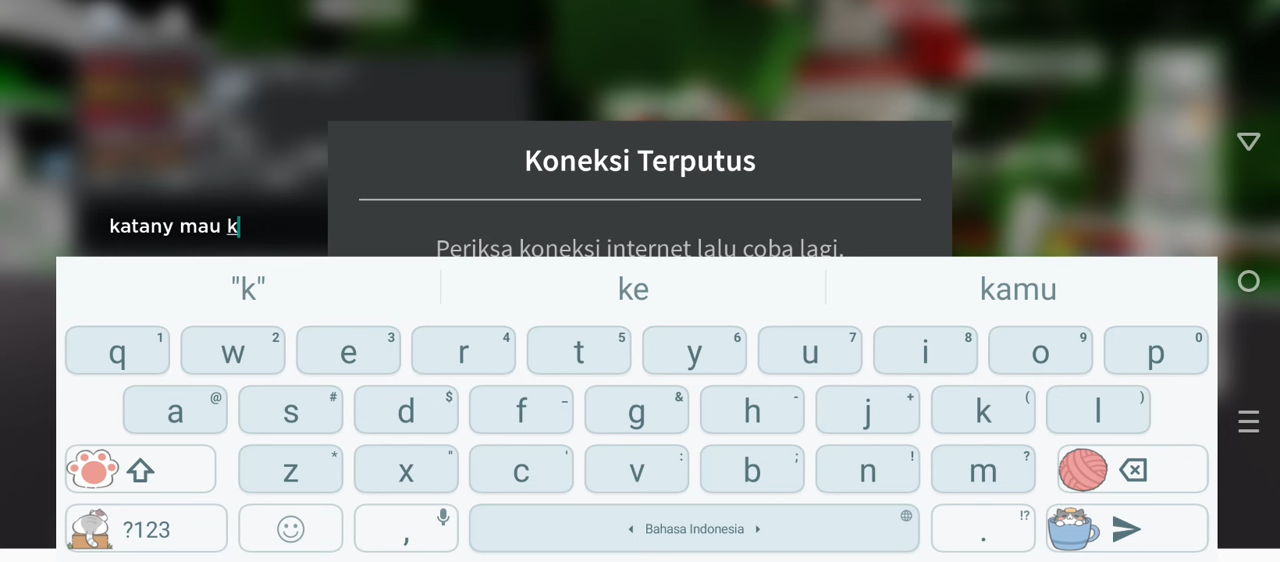 Koneksi Terputus
katany mau k
Periksa koneksi internet lalu coba lagi.
"k" ke kamu
q 1 w 2 e 3 r 4 t 5 y 6 u 7 i 8 o 9 p 0
a @ s # d $ f _ g & h - j + k ( l )
z * x " c ' v : b ; n ! m ?
?123 , Bahasa Indonesia . !?